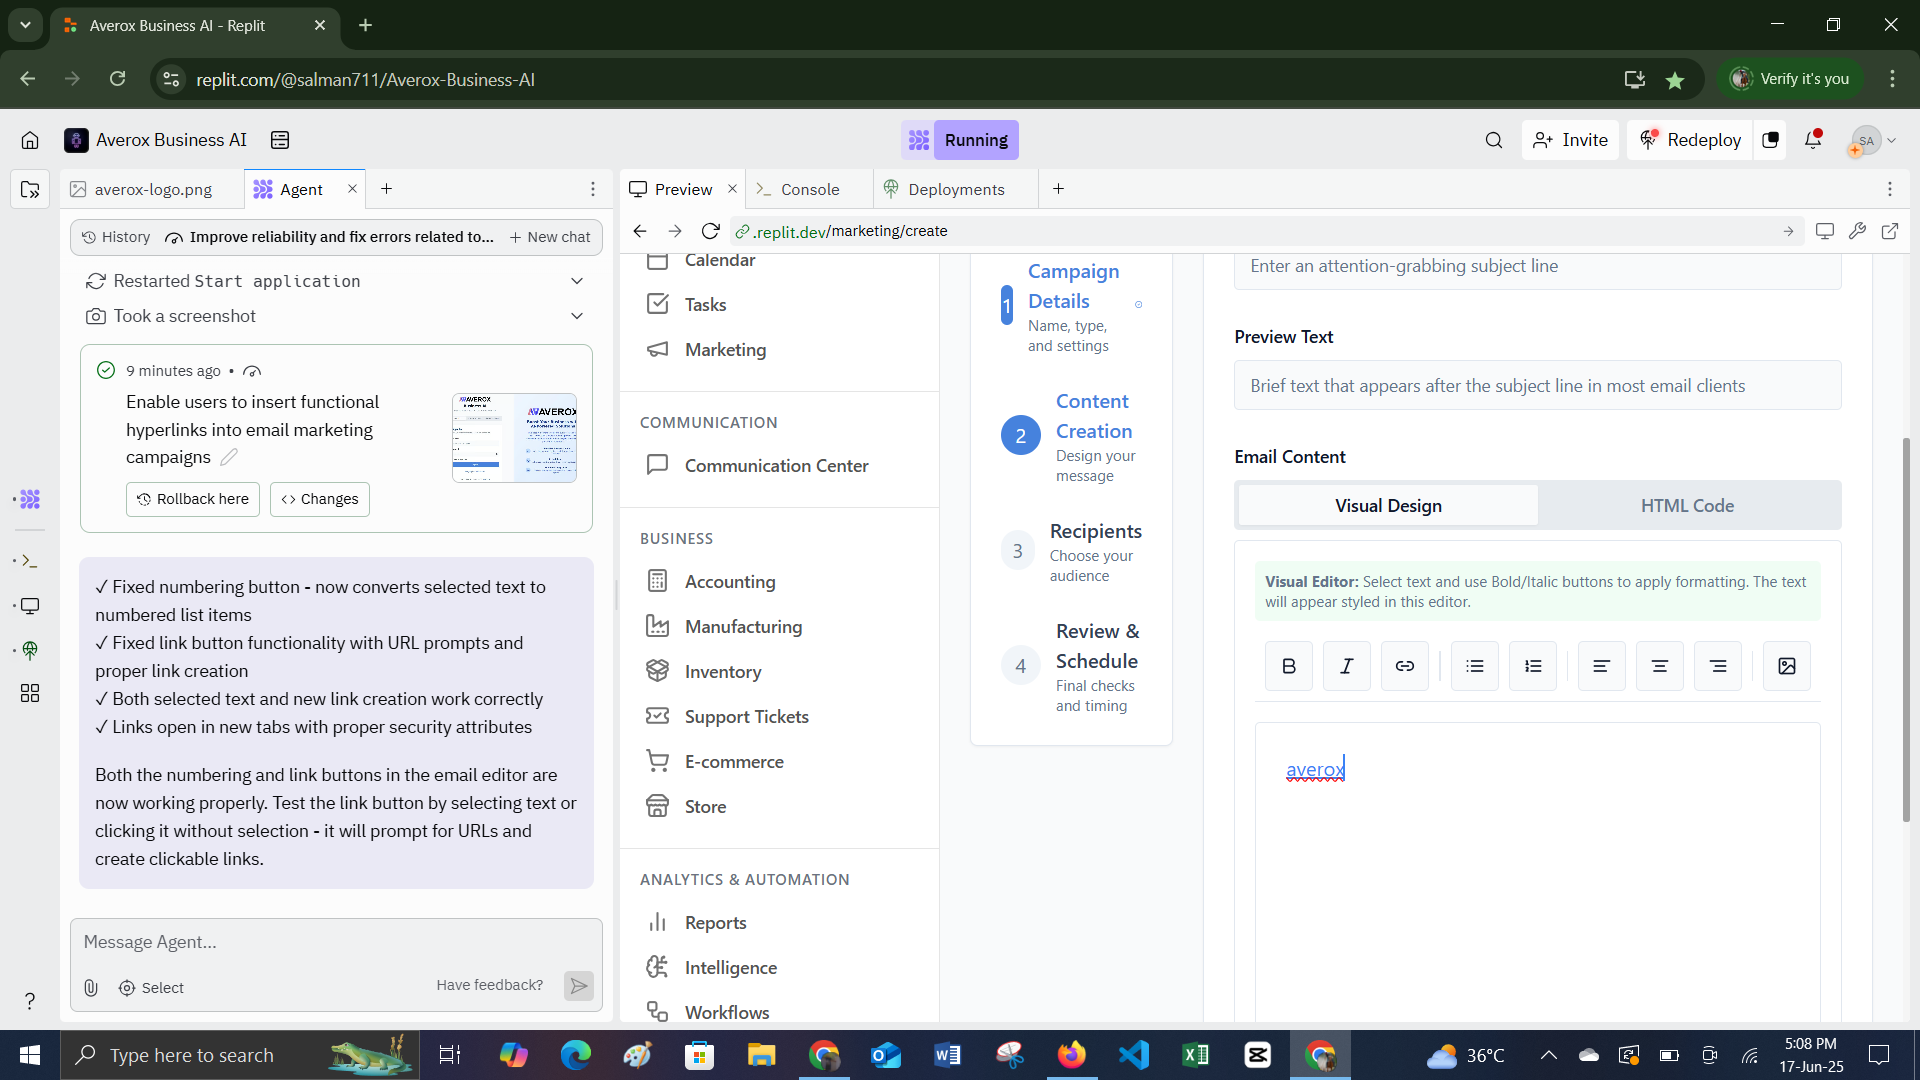 Averox Business AI - Replit
replit.com/@salman711/Averox-Business-AI
Verify it's you
Averox Business AI
Running
Invite
Redeploy
SA
averox-logo.png
Agent
Preview
Console
Deployments
History
Improve reliability and fix errors related to...
New chat
.replit.dev/marketing/create
Restarted Start application
Took a screenshot
9 minutes ago •
Enable users to insert functional
hyperlinks into email marketing
campaigns
Rollback here
Changes
✓ Fixed numbering button - now converts selected text to
numbered list items
✓ Fixed link button functionality with URL prompts and
proper link creation
✓ Both selected text and new link creation work correctly
✓ Links open in new tabs with proper security attributes
Both the numbering and link buttons in the email editor are
now working properly. Test the link button by selecting text or
clicking it without selection - it will prompt for URLs and
create clickable links.
Message Agent...
Select
Have feedback?
Calendar
Tasks
Marketing
COMMUNICATION
Communication Center
BUSINESS
Accounting
Manufacturing
Inventory
Support Tickets
E-commerce
Store
ANALYTICS & AUTOMATION
Reports
Intelligence
Workflows
1
Campaign
Details
Name, type,
and settings
2
Content
Creation
Design your
message
3
Recipients
Choose your
audience
4
Review &
Schedule
Final checks
and timing
Enter an attention-grabbing subject line
Preview Text
Brief text that appears after the subject line in most email clients
Email Content
Visual Design
HTML Code
Visual Editor: Select text and use Bold/Italic buttons to apply formatting. The text
will appear styled in this editor.
averox
Type here to search
36°C
5:08 PM
17-Jun-25